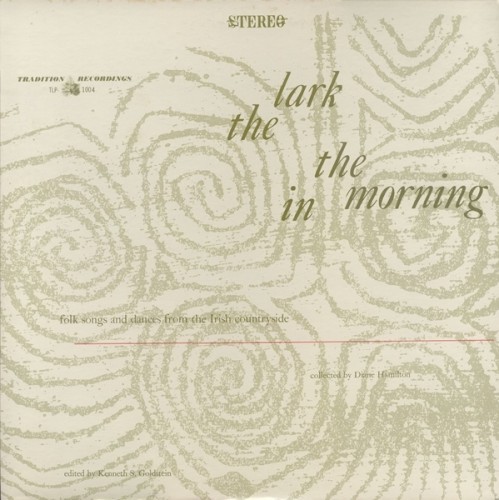 STEREO
TRADITION RECORDINGS
TLP 1004
the lark
in the morning
folk songs and dances from the Irish countryside
collected by Diane Hamilton
edited by Kenneth S. Goldstein